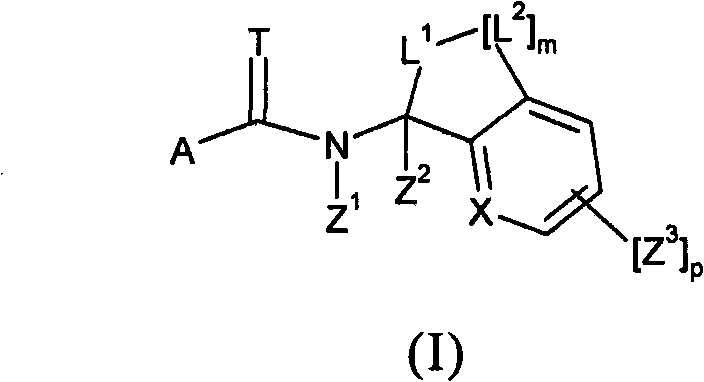 T
L¹
[L²]m
A
N
Z¹
Z²
X
[Z³]p
(I)